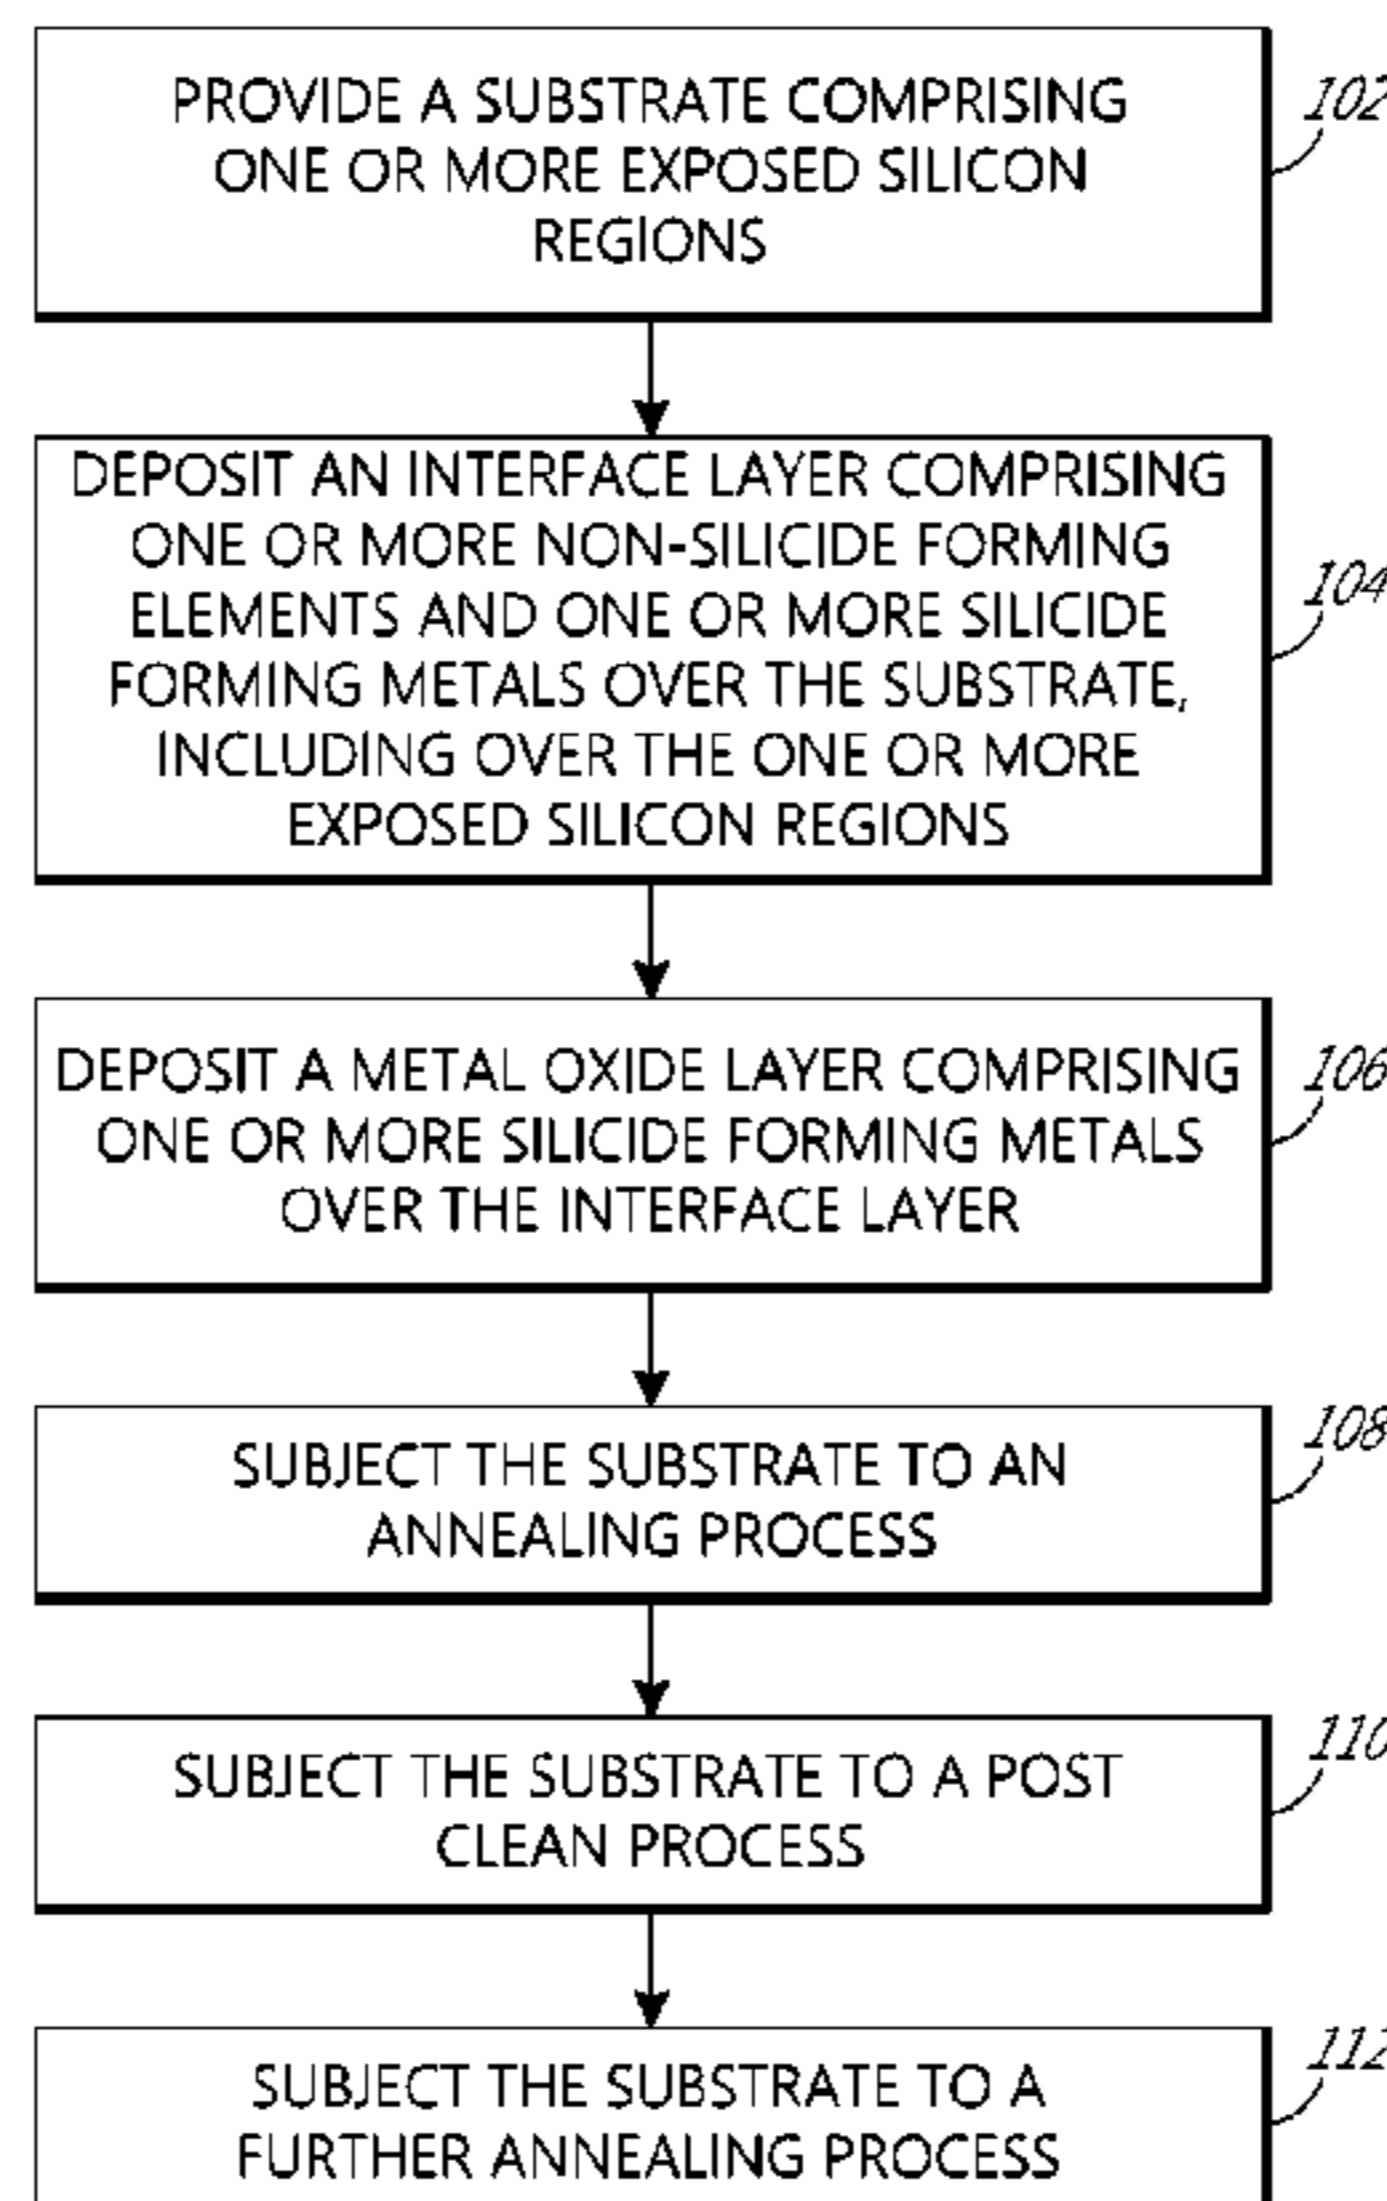 PROVIDE A SUBSTRATE COMPRISING
ONE OR MORE EXPOSED SILICON
REGIONS
102
DEPOSIT AN INTERFACE LAYER COMPRISING
ONE OR MORE NON-SILICIDE FORMING
ELEMENTS AND ONE OR MORE SILICIDE
FORMING METALS OVER THE SUBSTRATE,
INCLUDING OVER THE ONE OR MORE
EXPOSED SILICON REGIONS
104
DEPOSIT A METAL OXIDE LAYER COMPRISING
ONE OR MORE SILICIDE FORMING METALS
OVER THE INTERFACE LAYER
106
SUBJECT THE SUBSTRATE TO AN
ANNEALING PROCESS
108
SUBJECT THE SUBSTRATE TO A POST
CLEAN PROCESS
110
SUBJECT THE SUBSTRATE TO A
FURTHER ANNEALING PROCESS
112